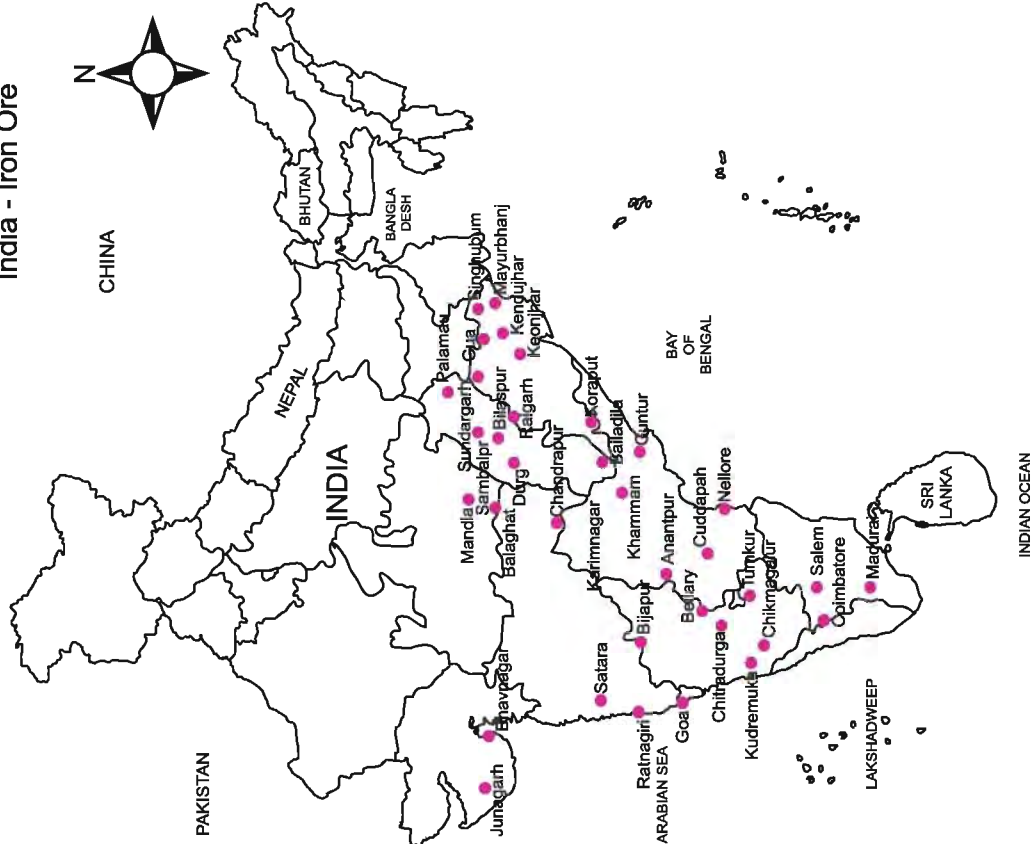 India - Iron Ore
N
CHINA
PAKISTAN
BHUTAN
NEPAL
BANGLA
DESH
INDIA
Palamau
Gua
Singhubum
Mayurbhanj
Kendujhar
Keonjhar
Sundargarh
Sambalpr
Bilaspur
Raigarh
Mandla
Durg
Balaghat
Chandrapur
Koraput
Bailadila
Guntur
Karimnagar
Khammam
Junagarh
Bhavnagar
Satara
Ratnagiri
Goa
Bijapur
Anantpur
Cuddapah
Nellore
Bellary
Chitradurga
Tumkur
Chikmagalur
Kudremukh
Salem
Coimbatore
Madurai
ARABIAN SEA
BAY
OF
BENGAL
LAKSHADWEEP
SRI
LANKA
INDIAN OCEAN